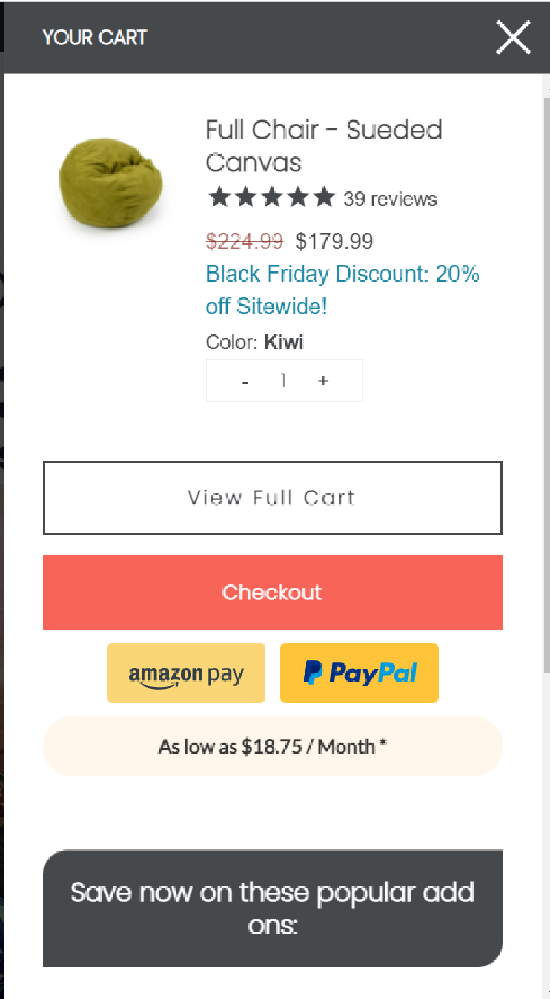 YOUR CART
Full Chair - Sueded
Canvas
39 reviews
$224.99 $179.99
Black Friday Discount: 20%
off Sitewide!
Color: Kiwi
- 1 +
View Full Cart
Checkout
amazon pay PayPal
As low as $18.75 / Month *
Save now on these popular add
ons: